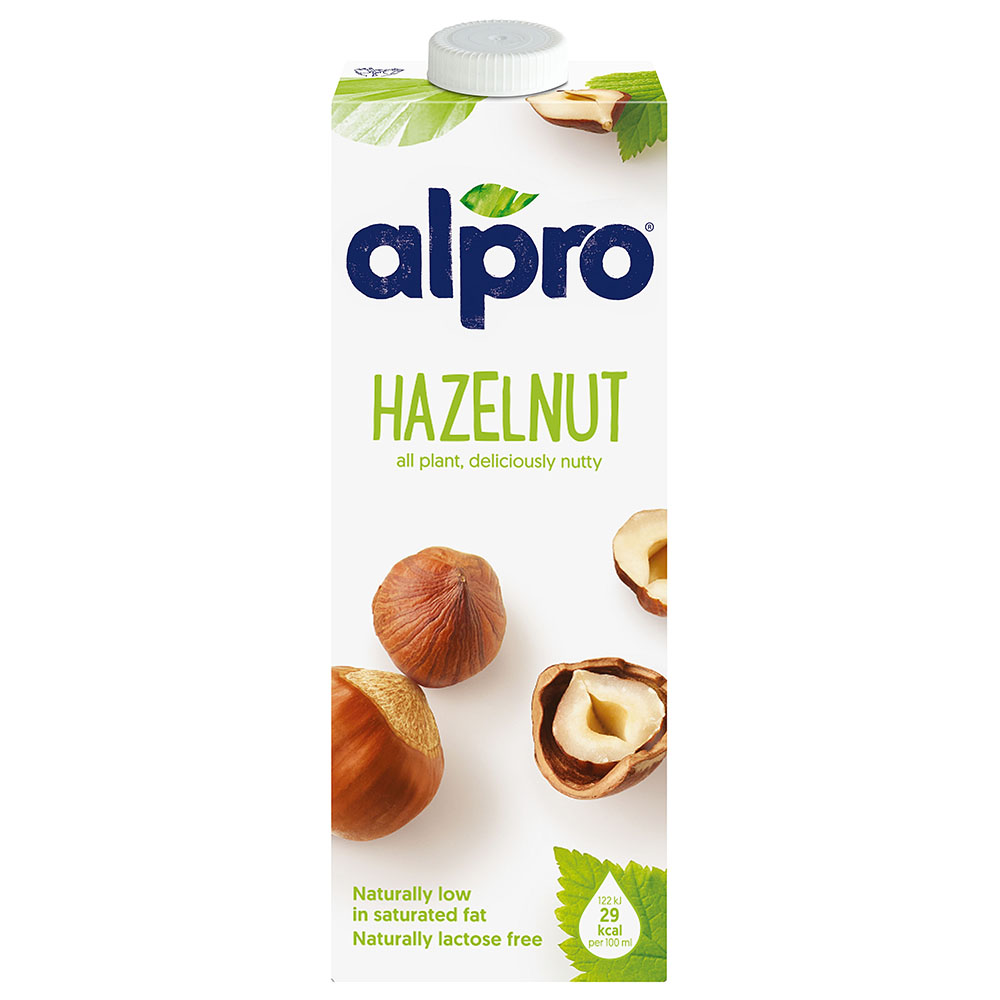 alpro®
HAZELNUT
all plant, deliciously nutty
Naturally low
in saturated fat
Naturally lactose free
122 kJ
29
kcal
per 100 ml